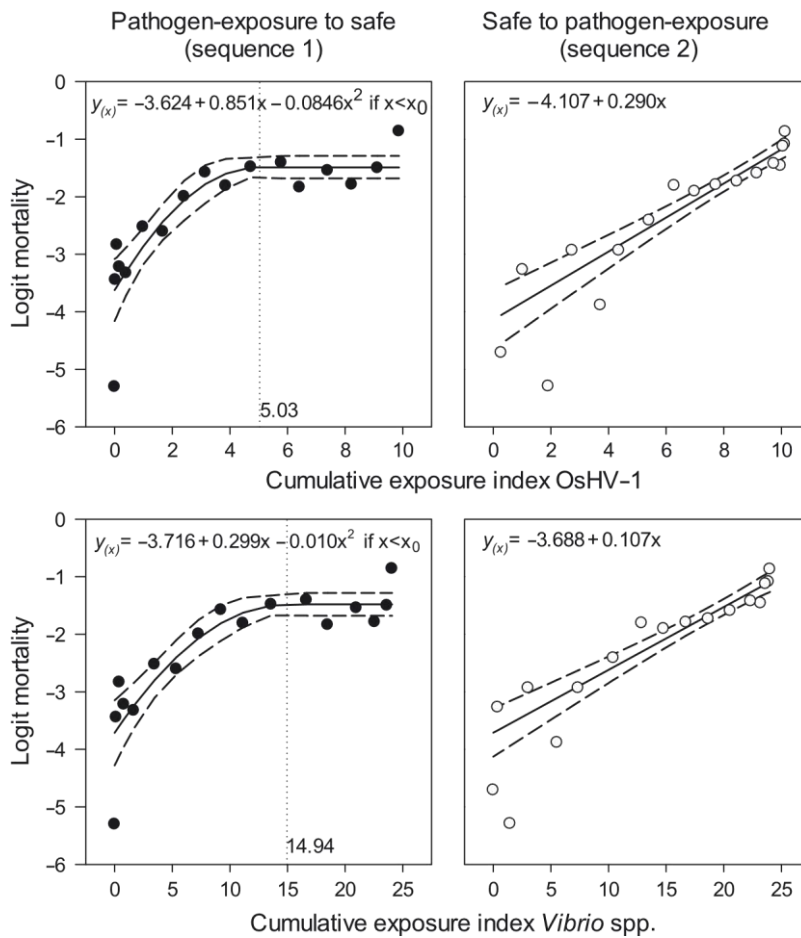 Pathogen-exposure to safe
(sequence 1)
Safe to pathogen-exposure
(sequence 2)
y(x)= −3.624+0.851x−0.0846x² if x<x₀
y(x)= −4.107+0.290x
Logit mortality
0
−1
−2
−3
−4
−5
−6
5.03
0 2 4 6 8 10
0 2 4 6 8 10
Cumulative exposure index OsHV−1
y(x)= −3.716+0.299x−0.010x² if x<x₀
y(x)= −3.688+0.107x
Logit mortality
0
−1
−2
−3
−4
−5
−6
14.94
0 5 10 15 20 25
0 5 10 15 20 25
Cumulative exposure index Vibrio spp.